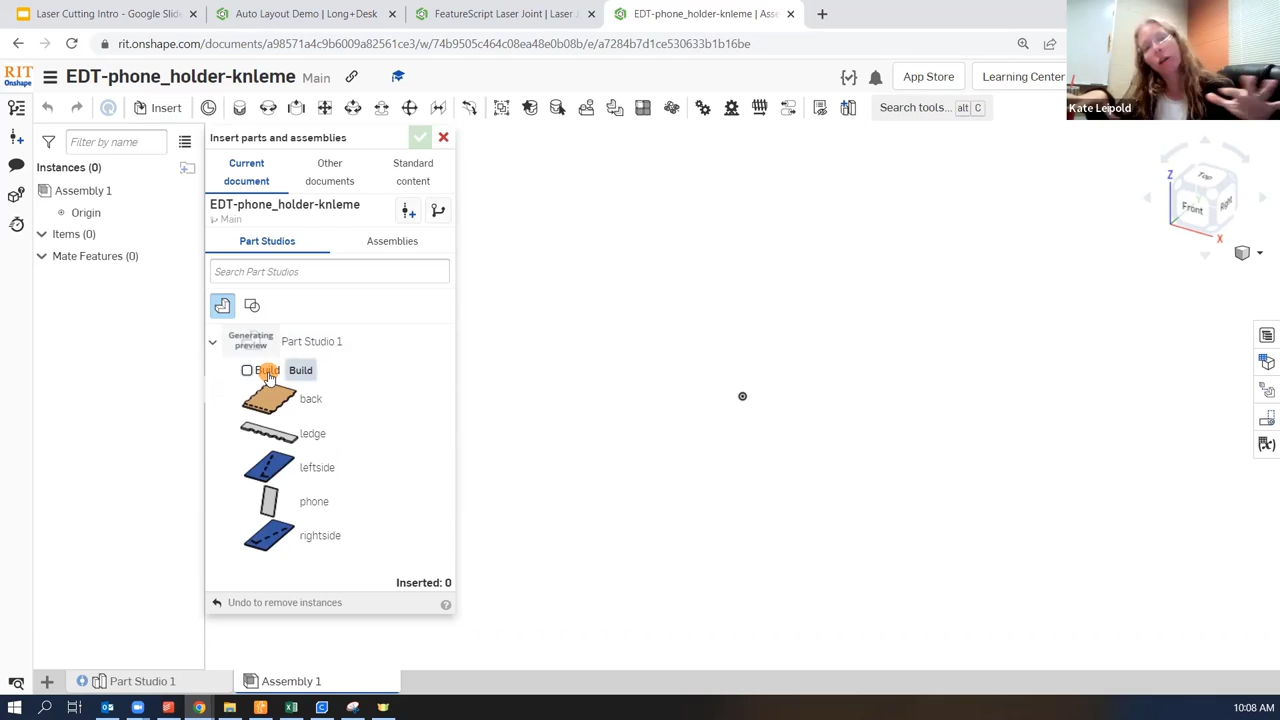 Laser Cutting Intro - Google Slide
Auto Layout Demo | Long+Desk
FeatureScript Laser Joint | Laser J
EDT-phone_holder-knleme | Asse
rit.onshape.com/documents/a98571a4c9b6009a82561ce3/w/74b9505c464c08ea48e0b08b/e/a7284b7d1ce530633b1b16be
RIT
Onshape
EDT-phone_holder-knleme Main
App Store
Learning Center
Kate Leipold
Insert
Search tools... alt C
Filter by name
Instances (0)
Assembly 1
Origin
Items (0)
Mate Features (0)
Insert parts and assemblies
Current document
Other documents
Standard content
EDT-phone_holder-knleme
Main
Part Studios
Assemblies
Search Part Studios
Generating preview
Part Studio 1
Build
Build
back
ledge
leftside
phone
rightside
Inserted: 0
Undo to remove instances
Z
Top
Front
Right
X
Part Studio 1
Assembly 1
10:08 AM